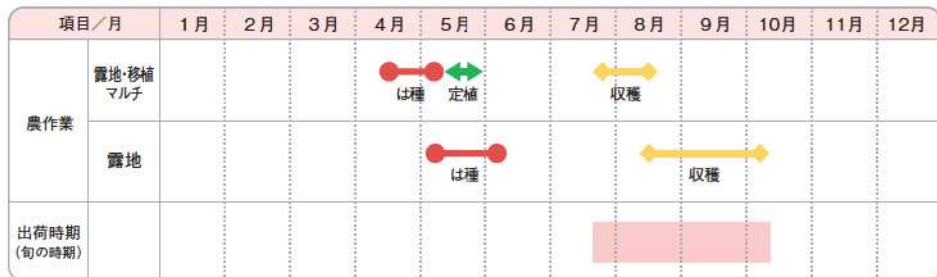 項目/月 1月 2月 3月 4月 5月 6月 7月 8月 9月 10月 11月 12月
農作業
露地・移植
マルチ
は種 定植 収穫
露地
は種 収穫
出荷時期
(旬の時期)